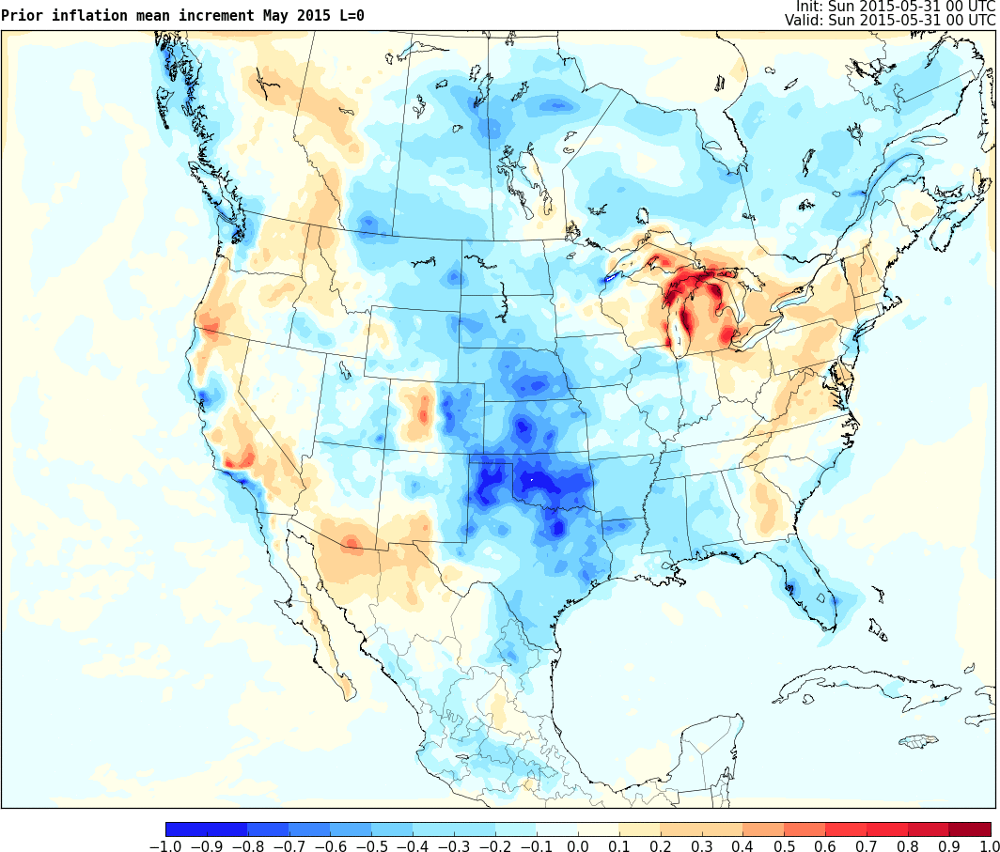 Prior inflation mean increment May 2015 L=0
Init: Sun 2015-05-31 00 UTC
Valid: Sun 2015-05-31 00 UTC
−1.0 −0.9 −0.8 −0.7 −0.6 −0.5 −0.4 −0.3 −0.2 −0.1 0.0 0.1 0.2 0.3 0.4 0.5 0.6 0.7 0.8 0.9 1.